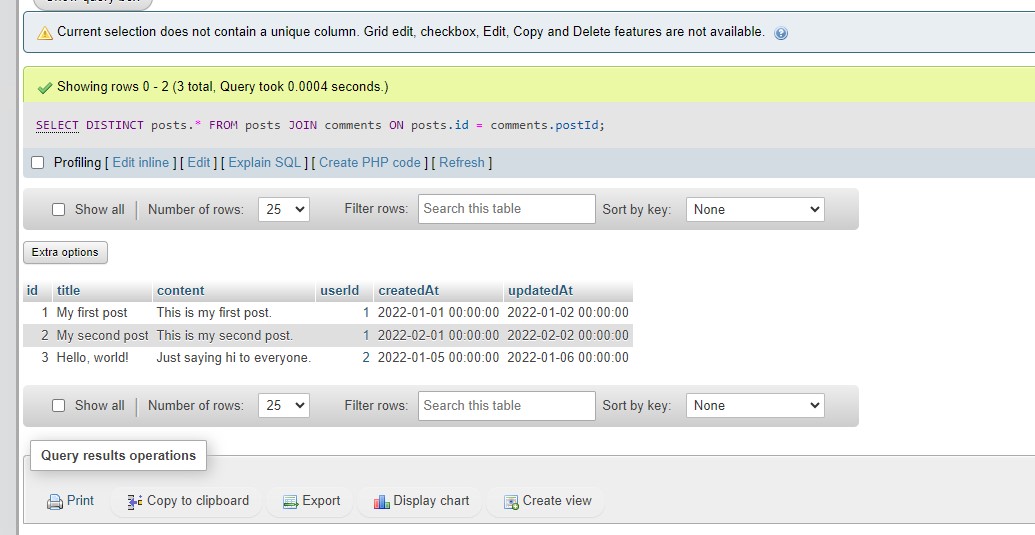 Current selection does not contain a unique column. Grid edit, checkbox, Edit, Copy and Delete features are not available.
Showing rows 0 - 2 (3 total, Query took 0.0004 seconds.)
SELECT DISTINCT posts.* FROM posts JOIN comments ON posts.id = comments.postId;
Profiling [ Edit inline ] [ Edit ] [ Explain SQL ] [ Create PHP code ] [ Refresh ]
Show all Number of rows: 25 Filter rows: Search this table Sort by key: None
Extra options
id title content userId createdAt updatedAt
1 My first post This is my first post. 1 2022-01-01 00:00:00 2022-01-02 00:00:00
2 My second post This is my second post. 1 2022-02-01 00:00:00 2022-02-02 00:00:00
3 Hello, world! Just saying hi to everyone. 2 2022-01-05 00:00:00 2022-01-06 00:00:00
Show all Number of rows: 25 Filter rows: Search this table Sort by key: None
Query results operations
Print Copy to clipboard Export Display chart Create view